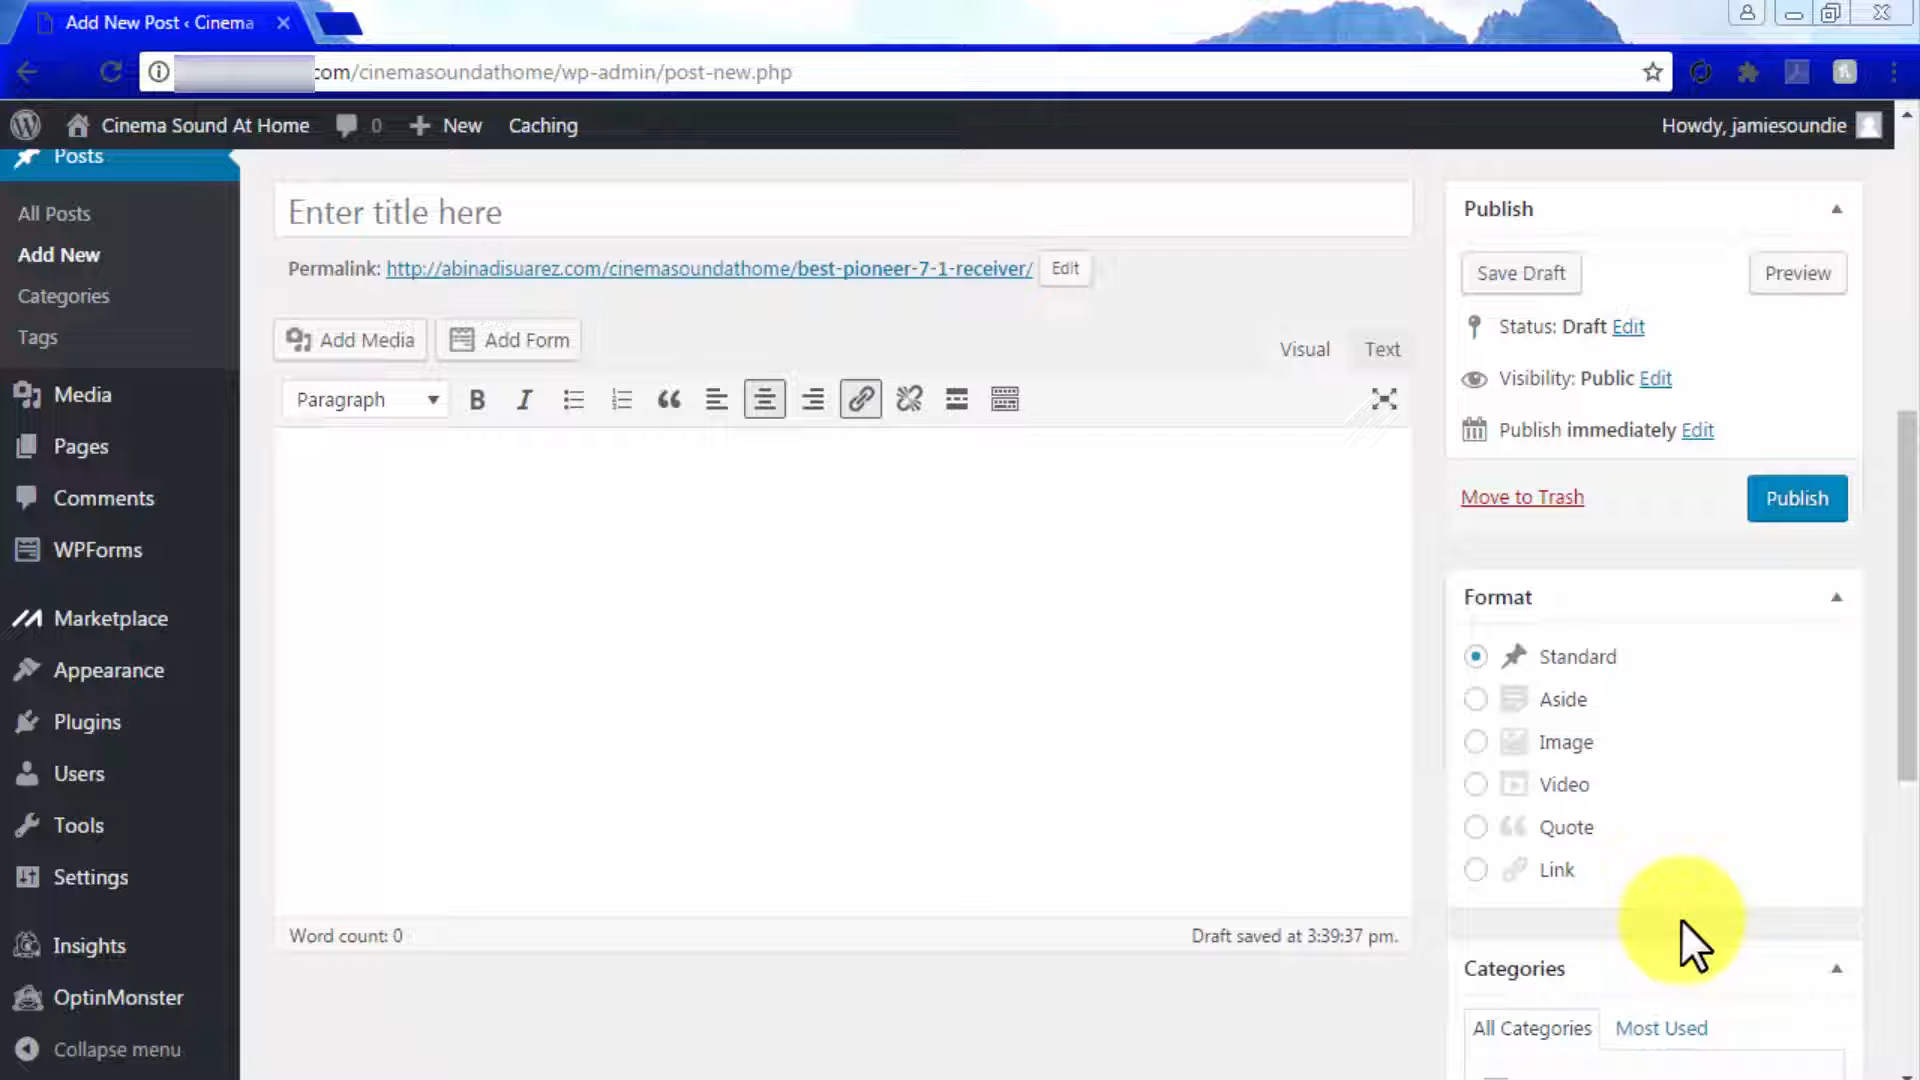 Add New Post ‹ Cinema
com/cinemasoundathome/wp-admin/post-new.php
Cinema Sound At Home 0 New Caching Howdy, jamiesoundie
Posts
All Posts
Add New
Categories
Tags
Media
Pages
Comments
WPForms
Marketplace
Appearance
Plugins
Users
Tools
Settings
Insights
OptinMonster
Collapse menu
Enter title here
Permalink: http://abinadisuarez.com/cinemasoundathome/best-pioneer-7-1-receiver/ Edit
Add Media Add Form Visual Text
Paragraph B I
Word count: 0 Draft saved at 3:39:37 pm.
Publish
Save Draft Preview
Status: Draft Edit
Visibility: Public Edit
Publish immediately Edit
Move to Trash Publish
Format
Standard
Aside
Image
Video
Quote
Link
Categories
All Categories Most Used